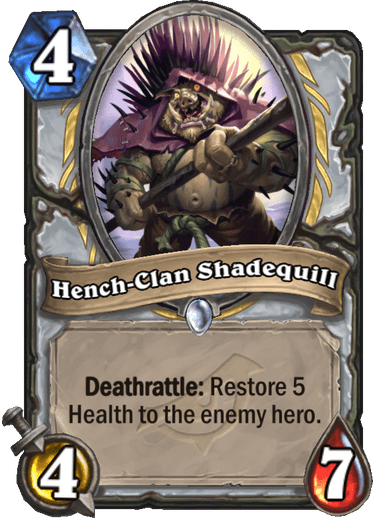 4
Hench-Clan Shadequill
Deathrattle: Restore 5
Health to the enemy hero.
4
7